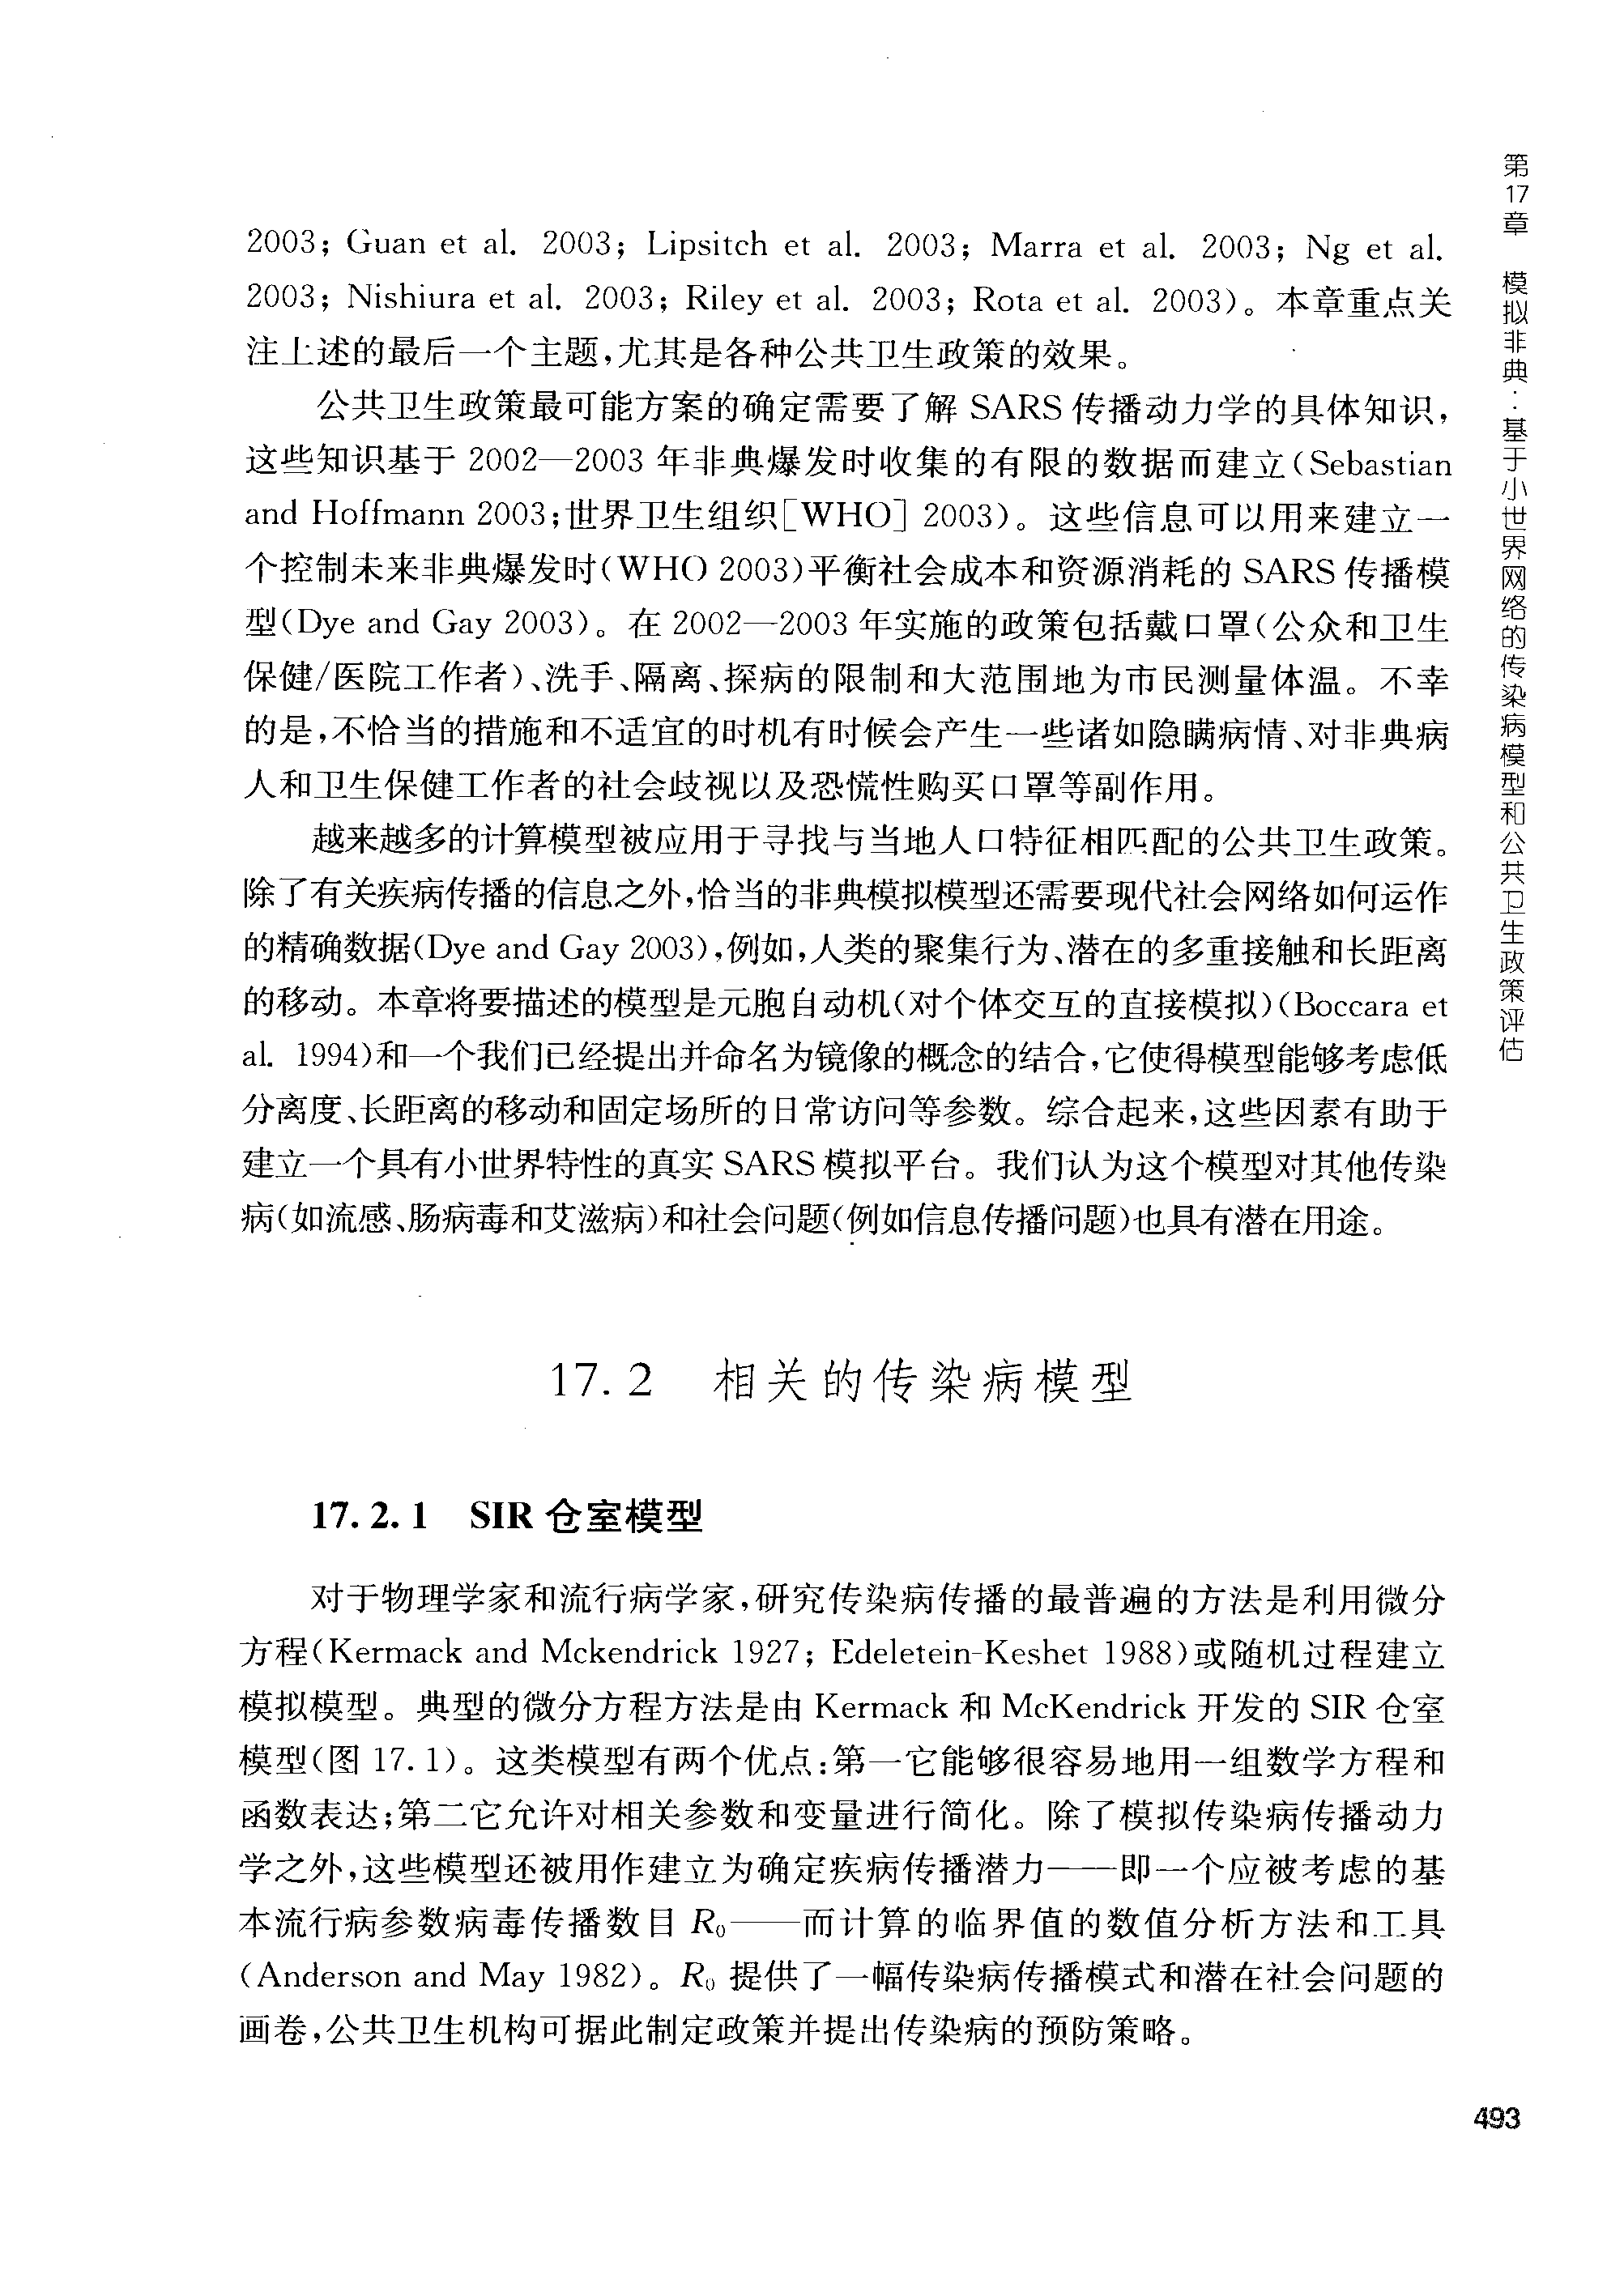 2003; Guan et al. 2003; Lipsitch et al. 2003; Marra et al. 2003; Ng et al.
2003; Nishiura et al. 2003; Riley et al. 2003; Rota et al. 2003)。本章重点关
注上述的最后一个主题,尤其是各种公共卫生政策的效果。
公共卫生政策最可能方案的确定需要了解 SARS 传播动力学的具体知识,
这些知识基于 2002—2003 年非典爆发时收集的有限的数据而建立(Sebastian
and Hoffmann 2003;世界卫生组织[WHO] 2003)。这些信息可以用来建立一
个控制未来非典爆发时(WHO 2003)平衡社会成本和资源消耗的 SARS 传播模
型(Dye and Gay 2003)。在 2002—2003 年实施的政策包括戴口罩(公众和卫生
保健/医院工作者)、洗手、隔离、探病的限制和大范围地为市民测量体温。不幸
的是,不恰当的措施和不适宜的时机有时候会产生一些诸如隐瞒病情、对非典病
人和卫生保健工作者的社会歧视以及恐慌性购买口罩等副作用。
越来越多的计算模型被应用于寻找与当地人口特征相匹配的公共卫生政策。
除了有关疾病传播的信息之外,恰当的非典模拟模型还需要现代社会网络如何运作
的精确数据(Dye and Gay 2003),例如,人类的聚集行为、潜在的多重接触和长距离
的移动。本章将要描述的模型是元胞自动机(对个体交互的直接模拟)(Boccara et
al. 1994)和一个我们已经提出并命名为镜像的概念的结合,它使得模型能够考虑低
分离度、长距离的移动和固定场所的日常访问等参数。综合起来,这些因素有助于
建立一个具有小世界特性的真实 SARS 模拟平台。我们认为这个模型对其他传染
病(如流感、肠病毒和艾滋病)和社会问题(例如信息传播问题)也具有潜在用途。
17.2 相关的传染病模型
17.2.1 SIR 仓室模型
对于物理学家和流行病学家,研究传染病传播的最普遍的方法是利用微分
方程(Kermack and Mckendrick 1927; Edeletein-Keshet 1988)或随机过程建立
模拟模型。典型的微分方程方法是由 Kermack 和 McKendrick 开发的 SIR 仓室
模型(图 17.1)。这类模型有两个优点:第一它能够很容易地用一组数学方程和
函数表达;第二它允许对相关参数和变量进行简化。除了模拟传染病传播动力
学之外,这些模型还被用作建立为确定疾病传播潜力——即一个应被考虑的基
本流行病参数病毒传播数目 R₀——而计算的临界值的数值分析方法和工具
(Anderson and May 1982)。R₀ 提供了一幅传染病传播模式和潜在社会问题的
画卷,公共卫生机构可据此制定政策并提出传染病的预防策略。
第17章 模拟非典:基于小世界网络的传染病模型和公共卫生政策评估
493